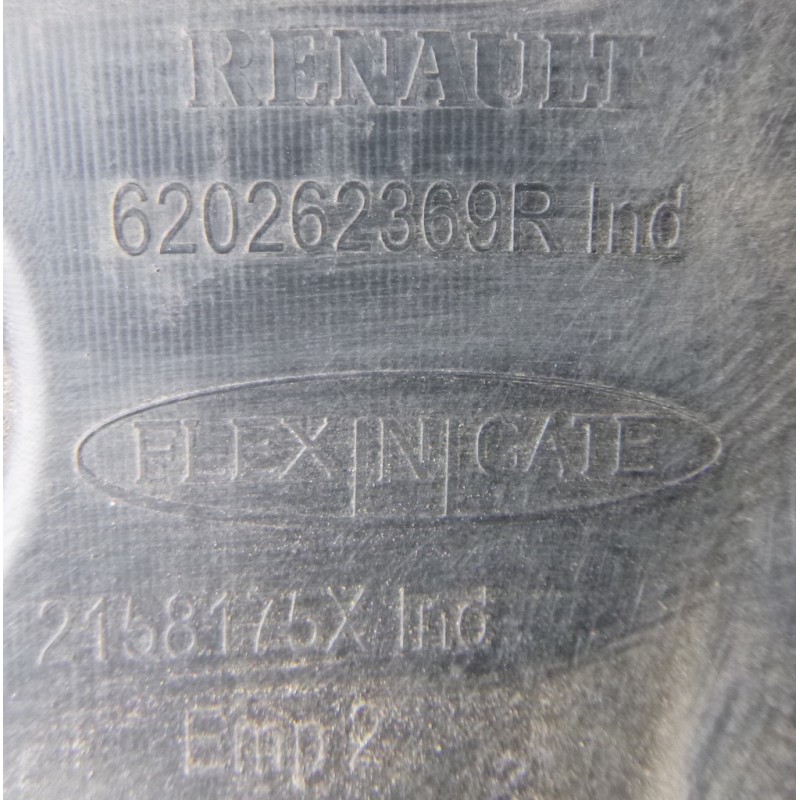 RENAULT
620262369R Ind
FLEX|N|GATE
2158175X Ind
Emp 2